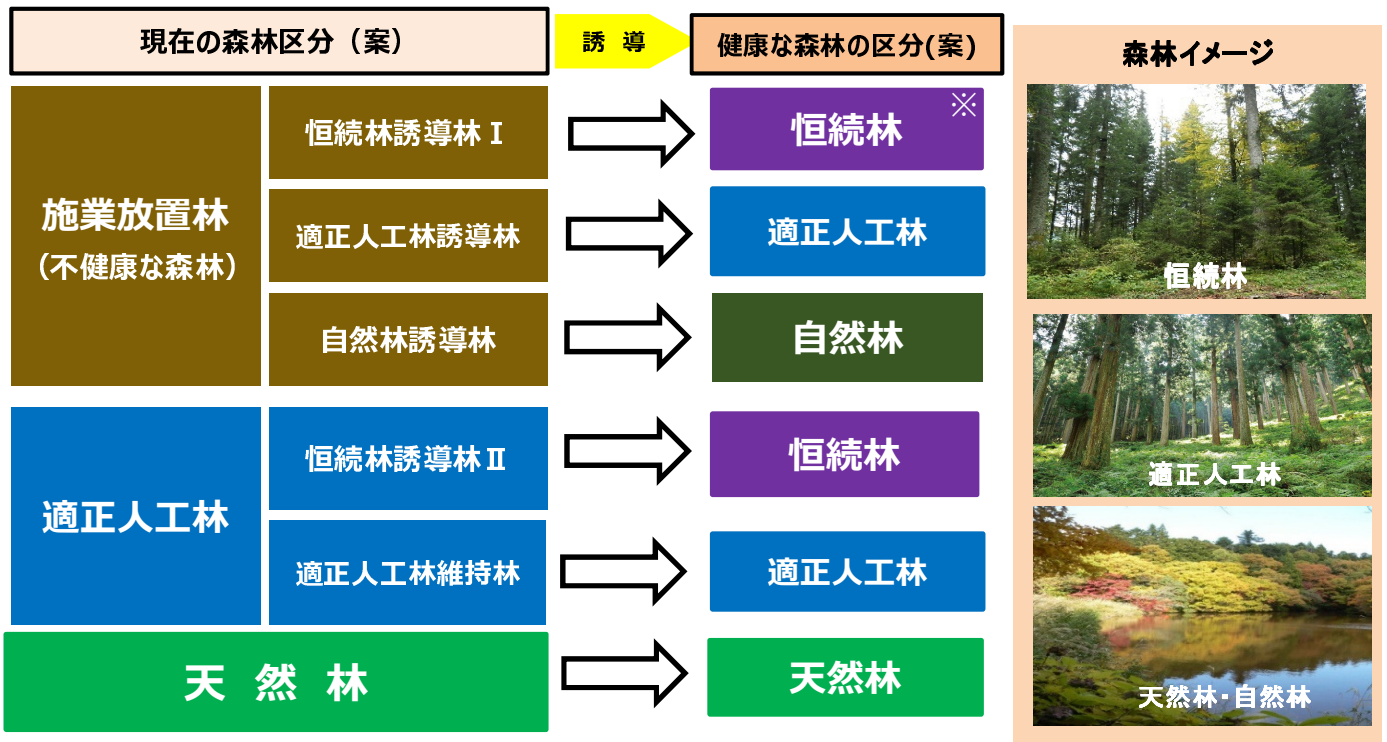 現在の森林区分（案）
誘 導
健康な森林の区分(案)
施業放置林
（不健康な森林）
恒続林誘導林Ⅰ
恒続林
※
適正人工林誘導林
適正人工林
自然林誘導林
自然林
適正人工林
恒続林誘導林Ⅱ
恒続林
適正人工林維持林
適正人工林
天 然 林
天然林
森林イメージ
恒続林
適正人工林
天然林・自然林